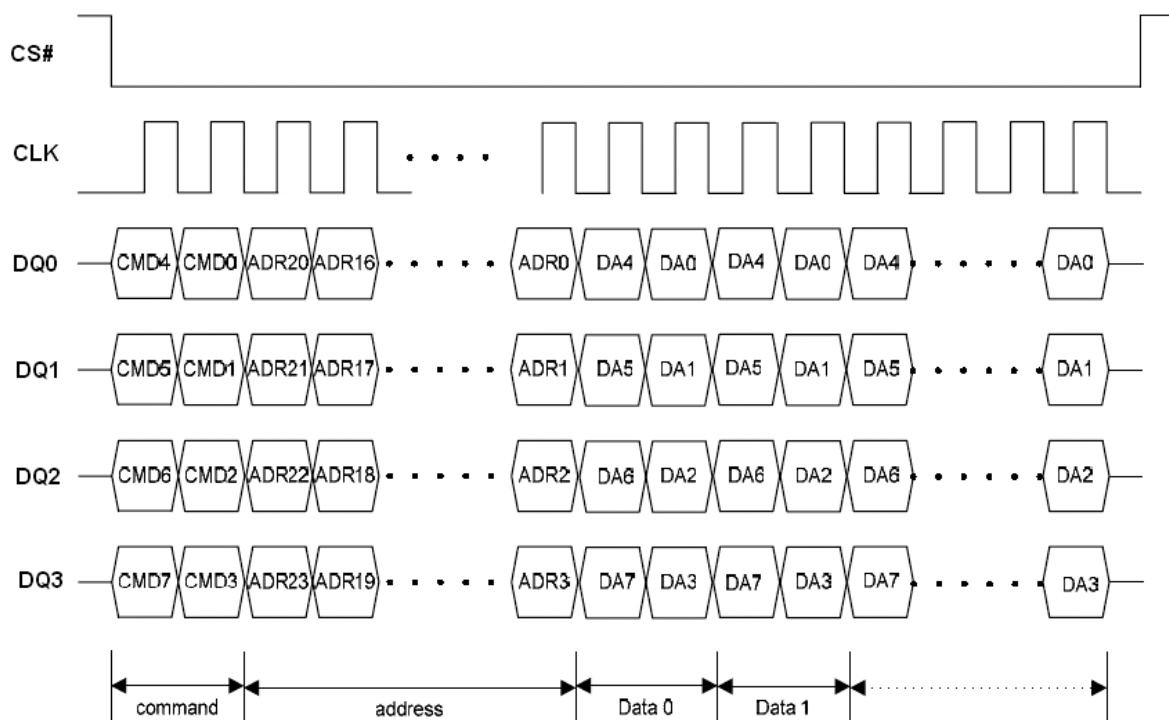 CS#
CLK
DQ0 CMD4 CMD0 ADR20 ADR16 ADR0 DA4 DA0 DA4 DA0 DA4 DA0
DQ1 CMD5 CMD1 ADR21 ADR17 ADR1 DA5 DA1 DA5 DA1 DA5 DA1
DQ2 CMD6 CMD2 ADR22 ADR18 ADR2 DA6 DA2 DA6 DA2 DA6 DA2
DQ3 CMD7 CMD3 ADR23 ADR19 ADR3 DA7 DA3 DA7 DA3 DA7 DA3
command address Data 0 Data 1